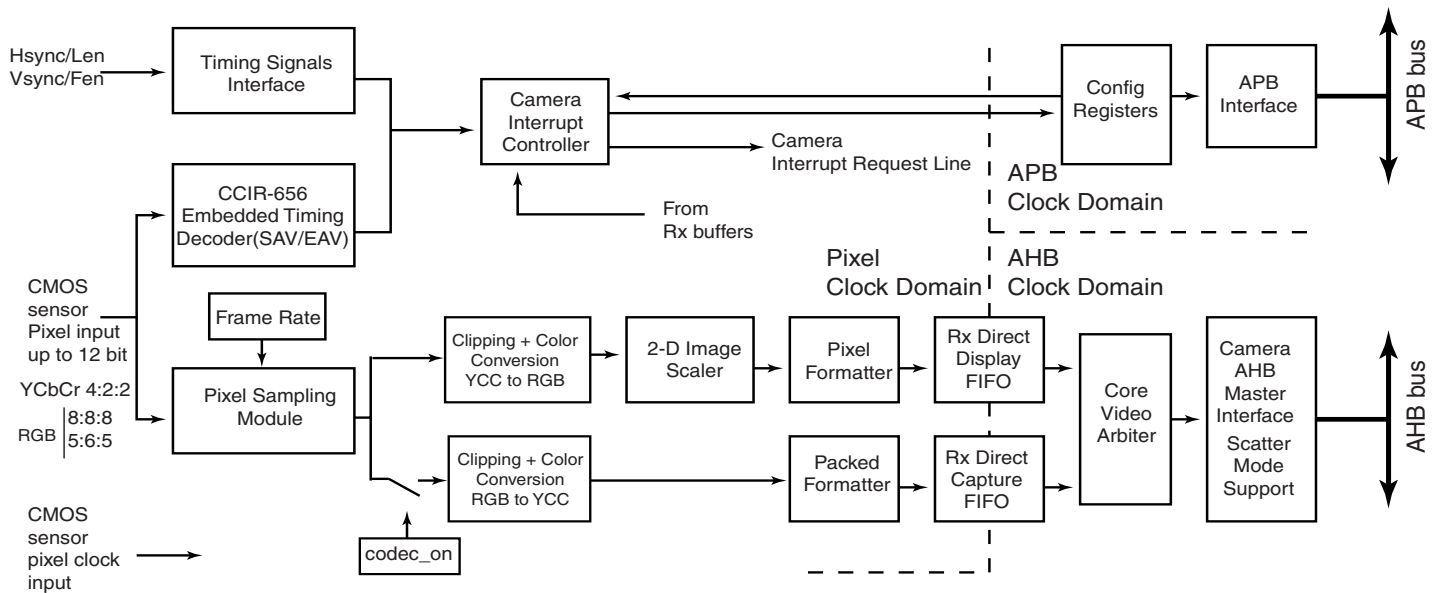 Hsync/Len
Vsync/Fen
Timing Signals
Interface
CCIR-656
Embedded Timing
Decoder(SAV/EAV)
Camera
Interrupt
Controller
Camera
Interrupt Request Line
From
Rx buffers
Config
Registers
APB
Interface
APB bus
APB
Clock Domain
Pixel
Clock Domain
AHB
Clock Domain
CMOS
sensor
Pixel input
up to 12 bit
YCbCr 4:2:2
RGB
8:8:8
5:6:5
Frame Rate
Pixel Sampling
Module
Clipping + Color
Conversion
YCC to RGB
2-D Image
Scaler
Pixel
Formatter
Rx Direct
Display
FIFO
Core
Video
Arbiter
Camera
AHB
Master
Interface
Scatter
Mode
Support
AHB bus
Clipping + Color
Conversion
RGB to YCC
Packed
Formatter
Rx Direct
Capture
FIFO
codec_on
CMOS
sensor
pixel clock
input